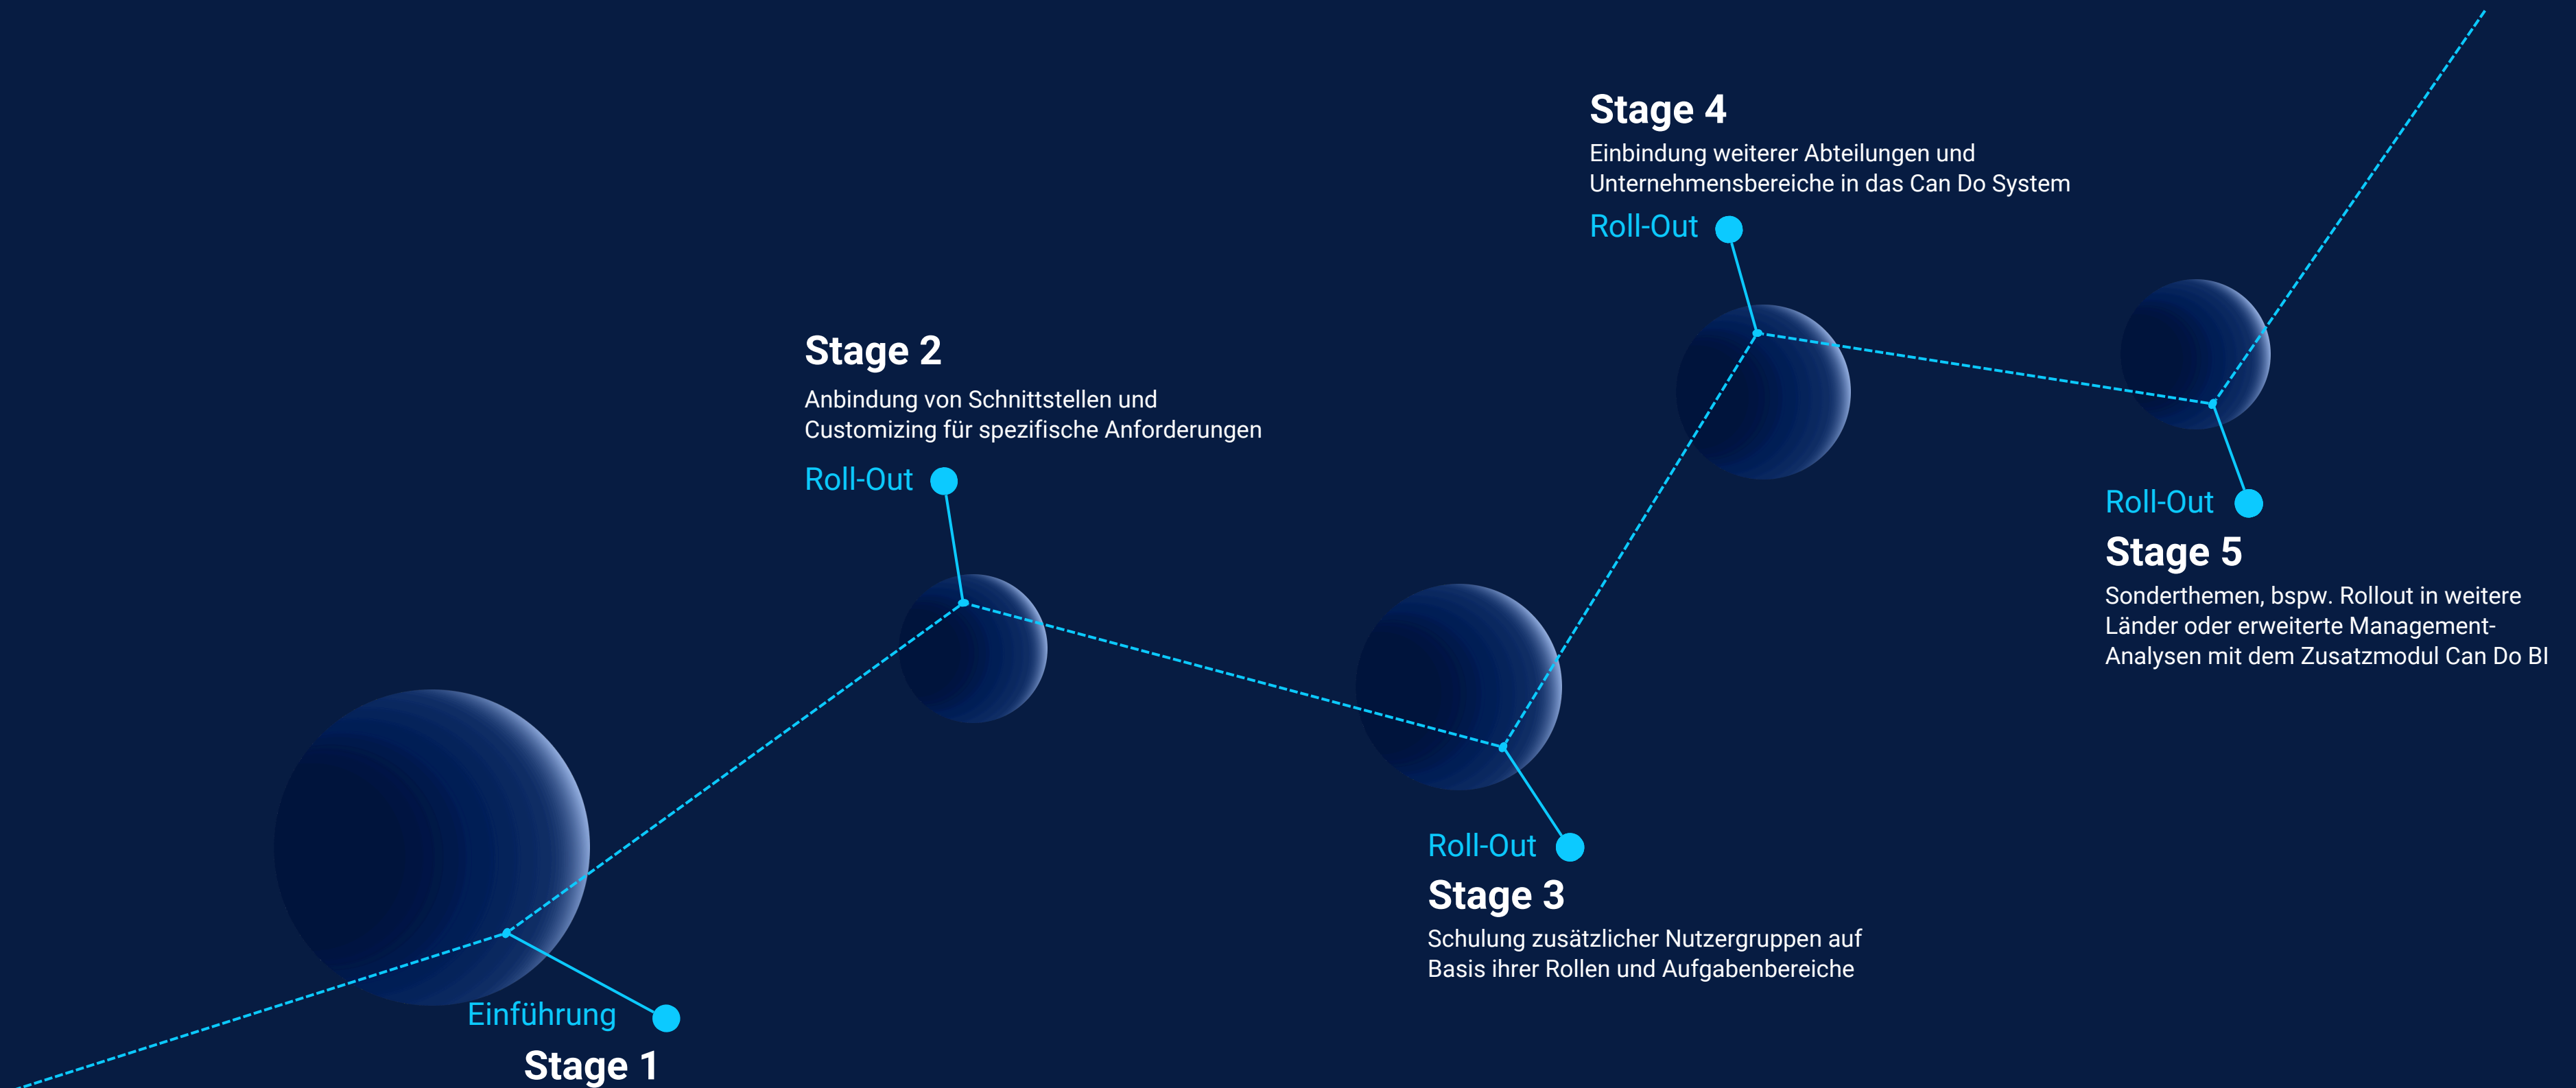 Einführung
Stage 1
Stage 2
Anbindung von Schnittstellen und
Customizing für spezifische Anforderungen
Roll-Out
Roll-Out
Stage 3
Schulung zusätzlicher Nutzergruppen auf
Basis ihrer Rollen und Aufgabenbereiche
Stage 4
Einbindung weiterer Abteilungen und
Unternehmensbereiche in das Can Do System
Roll-Out
Roll-Out
Stage 5
Sonderthemen, bspw. Rollout in weitere
Länder oder erweiterte Management-
Analysen mit dem Zusatzmodul Can Do BI